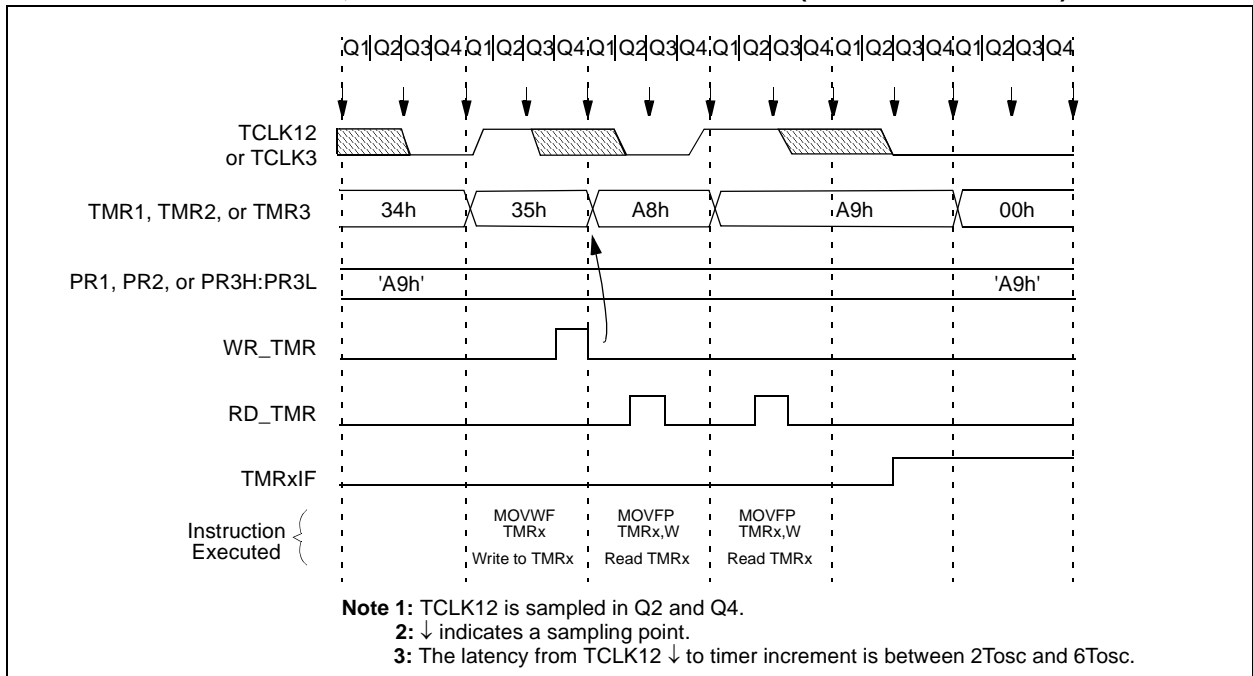 Q1 Q2 Q3 Q4 Q1 Q2 Q3 Q4 Q1 Q2 Q3 Q4 Q1 Q2 Q3 Q4 Q1 Q2 Q3 Q4 Q1 Q2 Q3 Q4
TCLK12
or TCLK3
TMR1, TMR2, or TMR3
34h 35h A8h A9h 00h
PR1, PR2, or PR3H:PR3L
'A9h' 'A9h'
WR_TMR
RD_TMR
TMRxIF
Instruction
Executed
MOVWF
TMRx
Write to TMRx
MOVFP
TMRx,W
Read TMRx
MOVFP
TMRx,W
Read TMRx
Note 1: TCLK12 is sampled in Q2 and Q4.
2: ↓ indicates a sampling point.
3: The latency from TCLK12 ↓ to timer increment is between 2Tosc and 6Tosc.